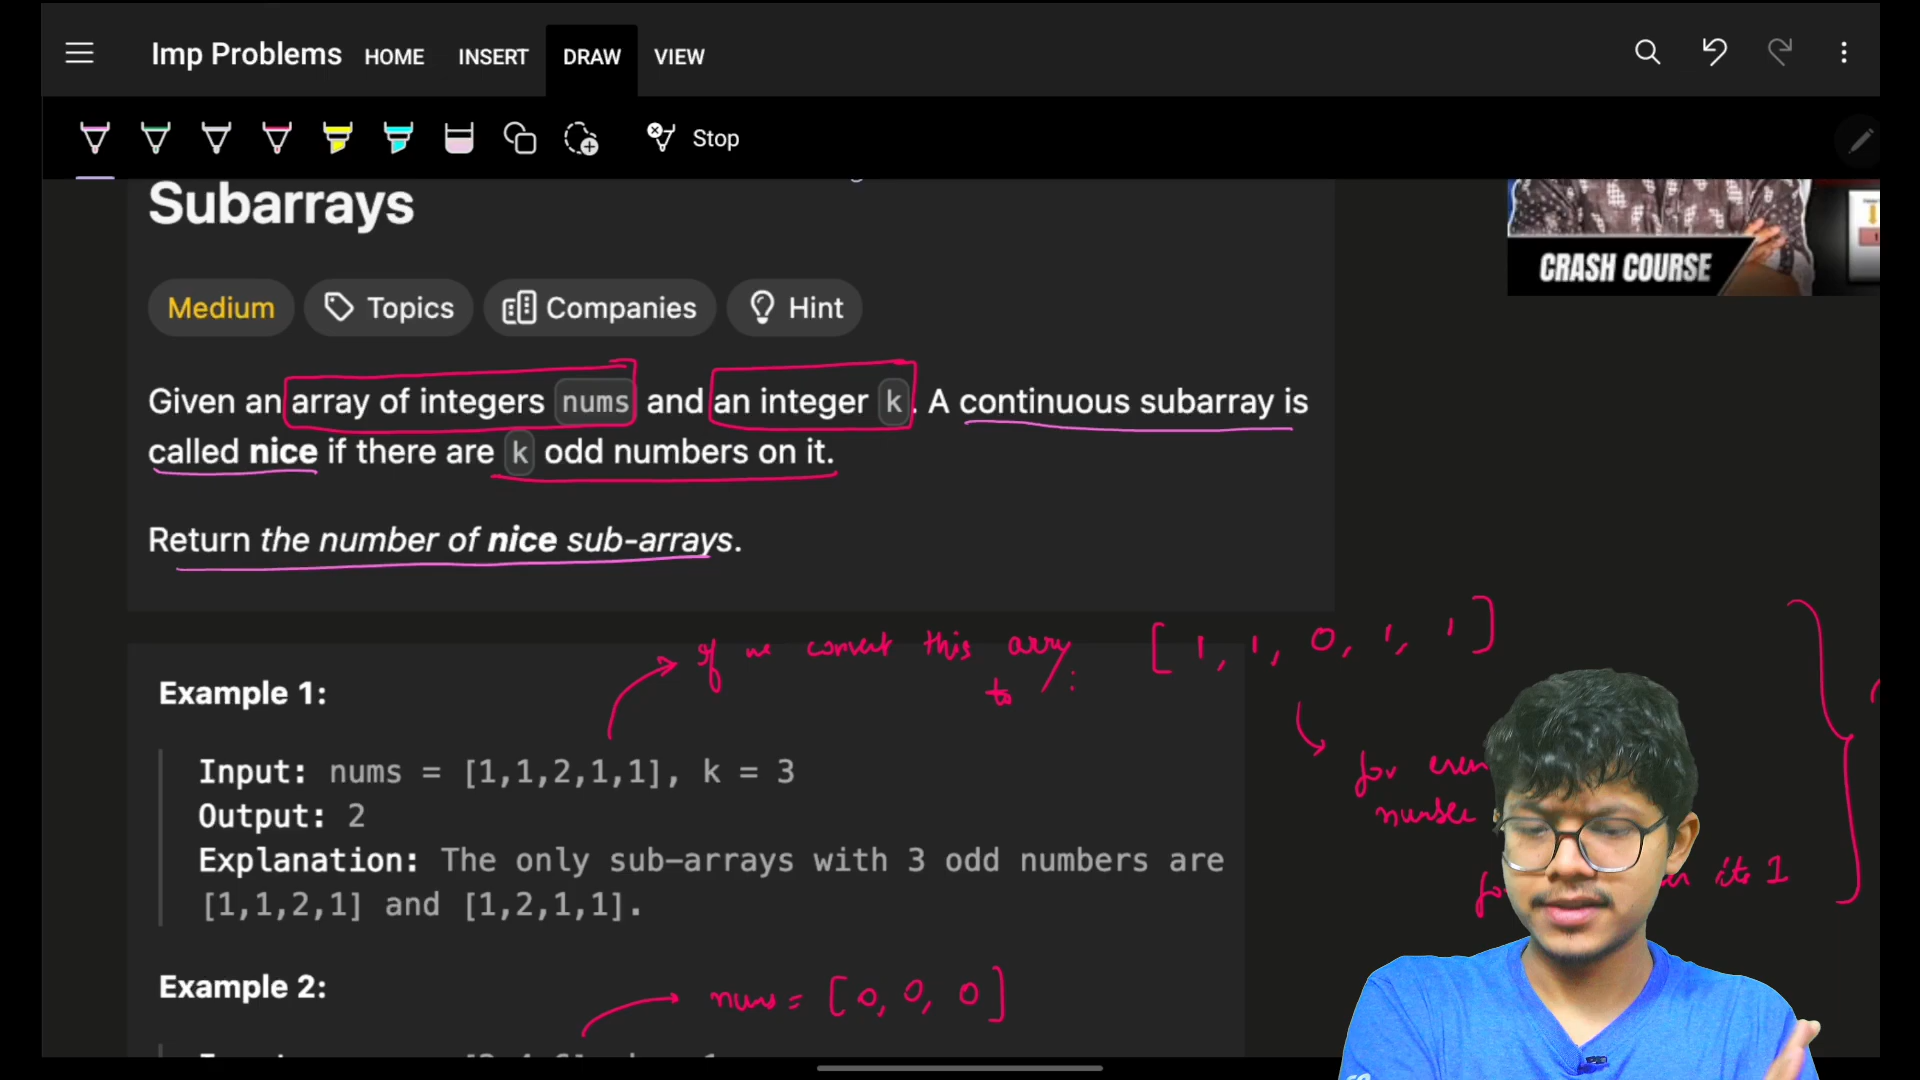 Imp Problems HOME INSERT DRAW VIEW
Stop
Subarrays
CRASH COURSE
Medium Topics Companies Hint
Given an array of integers nums and an integer k. A continuous subarray is
called nice if there are k odd numbers on it.
Return the number of nice sub-arrays.
if we convert this arry to : [ 1, 1, 0, 1, 1 ]
Example 1:
Input: nums = [1,1,2,1,1], k = 3
for even
Output: 2
Explanation: The only sub-arrays with 3 odd numbers are
its 1
[1,1,2,1] and [1,2,1,1].
Example 2:
nums = [0, 0, 0]